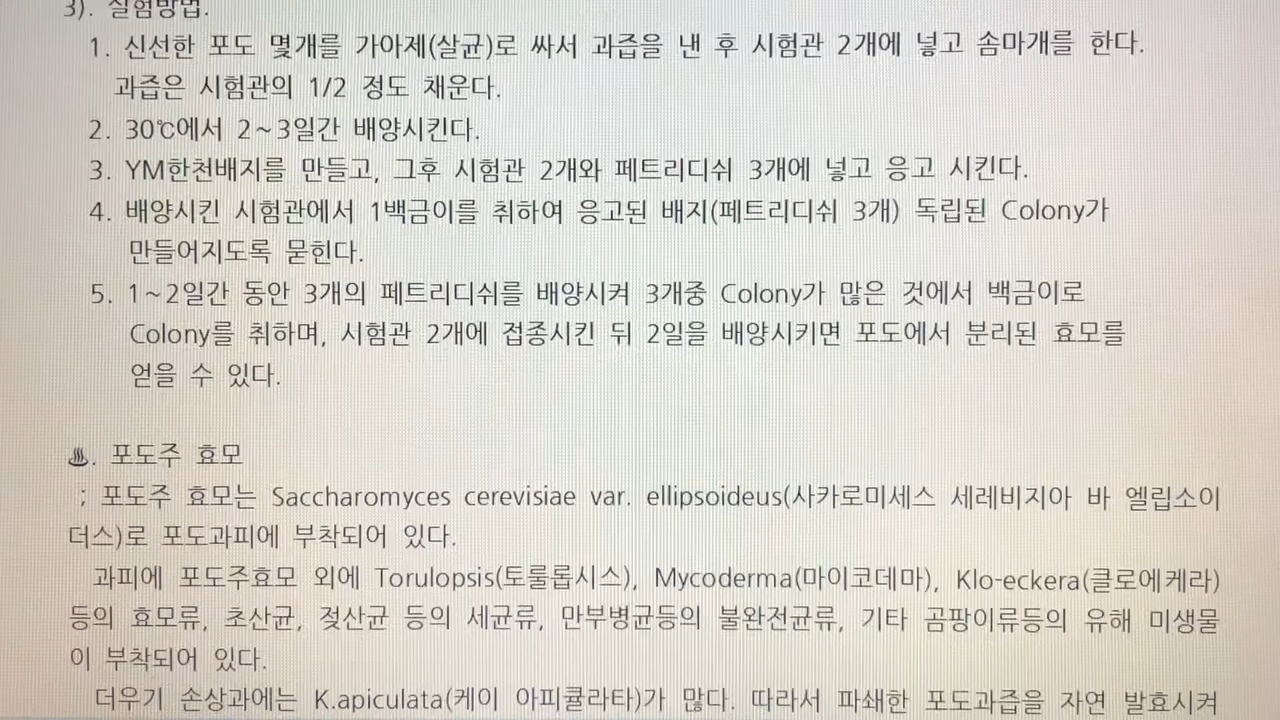 3). 실험방법.
1. 신선한 포도 몇개를 가아제(살균)로 싸서 과즙을 낸 후 시험관 2개에 넣고 솜마개를 한다.
과즙은 시험관의 1/2 정도 채운다.
2. 30℃에서 2~3일간 배양시킨다.
3. YM한천배지를 만들고, 그후 시험관 2개와 페트리디쉬 3개에 넣고 응고 시킨다.
4. 배양시킨 시험관에서 1백금이를 취하여 응고된 배지(페트리디쉬 3개) 독립된 Colony가
만들어지도록 묻힌다.
5. 1~2일간 동안 3개의 페트리디쉬를 배양시켜 3개중 Colony가 많은 것에서 백금이로
Colony를 취하며, 시험관 2개에 접종시킨 뒤 2일을 배양시키면 포도에서 분리된 효모를
얻을 수 있다.
♨. 포도주 효모
; 포도주 효모는 Saccharomyces cerevisiae var. ellipsoideus(사카로미세스 세레비지아 바 엘립소이
더스)로 포도과피에 부착되어 있다.
과피에 포도주효모 외에 Torulopsis(토룰롭시스), Mycoderma(마이코데마), Klo-eckera(클로에케라)
등의 효모류, 초산균, 젖산균 등의 세균류, 만부병균등의 불완전균류, 기타 곰팡이류등의 유해 미생물
이 부착되어 있다.
더우기 손상과에는 K.apiculata(케이 아피큘라타)가 많다. 따라서 파쇄한 포도과즙을 자연 발효시켜